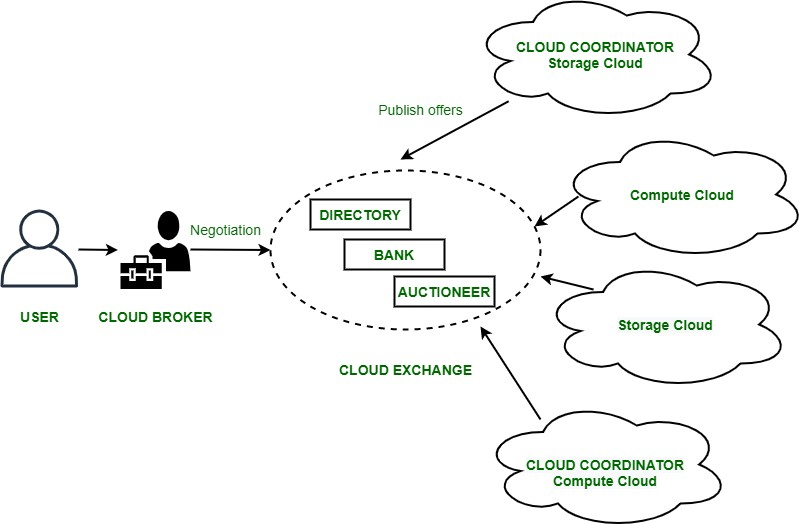 CLOUD COORDINATOR
Storage Cloud
Publish offers
Compute Cloud
DIRECTORY
Negotiation
BANK
AUCTIONEER
USER
CLOUD BROKER
Storage Cloud
CLOUD EXCHANGE
CLOUD COORDINATOR
Compute Cloud